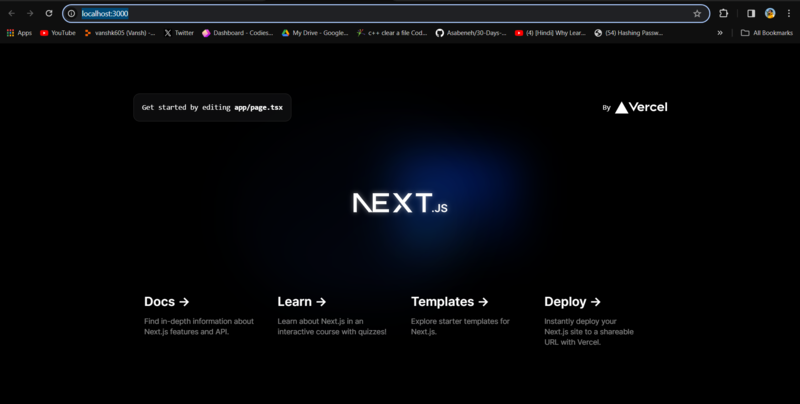 localhost:3000
Apps YouTube vanshk605 (Vansh) -... Twitter Dashboard - Codies... My Drive - Google... c++ clear a file Cod... Asabeneh/30-Days-... (4) [Hindi] Why Lear... (54) Hashing Passw... » All Bookmarks
Get started by editing app/page.tsx
By Vercel
NEXT.JS
Docs -> Learn -> Templates -> Deploy ->
Find in-depth information about Learn about Next.js in an Explore starter templates for Instantly deploy your
Next.js features and API. interactive course with quizzes! Next.js. Next.js site to a shareable
URL with Vercel.